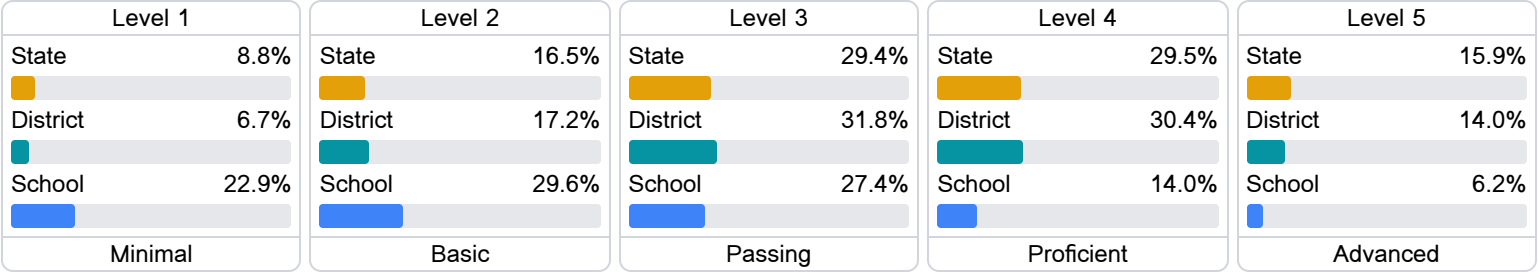 Level 1
State 8.8%
District 6.7%
School 22.9%
Minimal
Level 2
State 16.5%
District 17.2%
School 29.6%
Basic
Level 3
State 29.4%
District 31.8%
School 27.4%
Passing
Level 4
State 29.5%
District 30.4%
School 14.0%
Proficient
Level 5
State 15.9%
District 14.0%
School 6.2%
Advanced